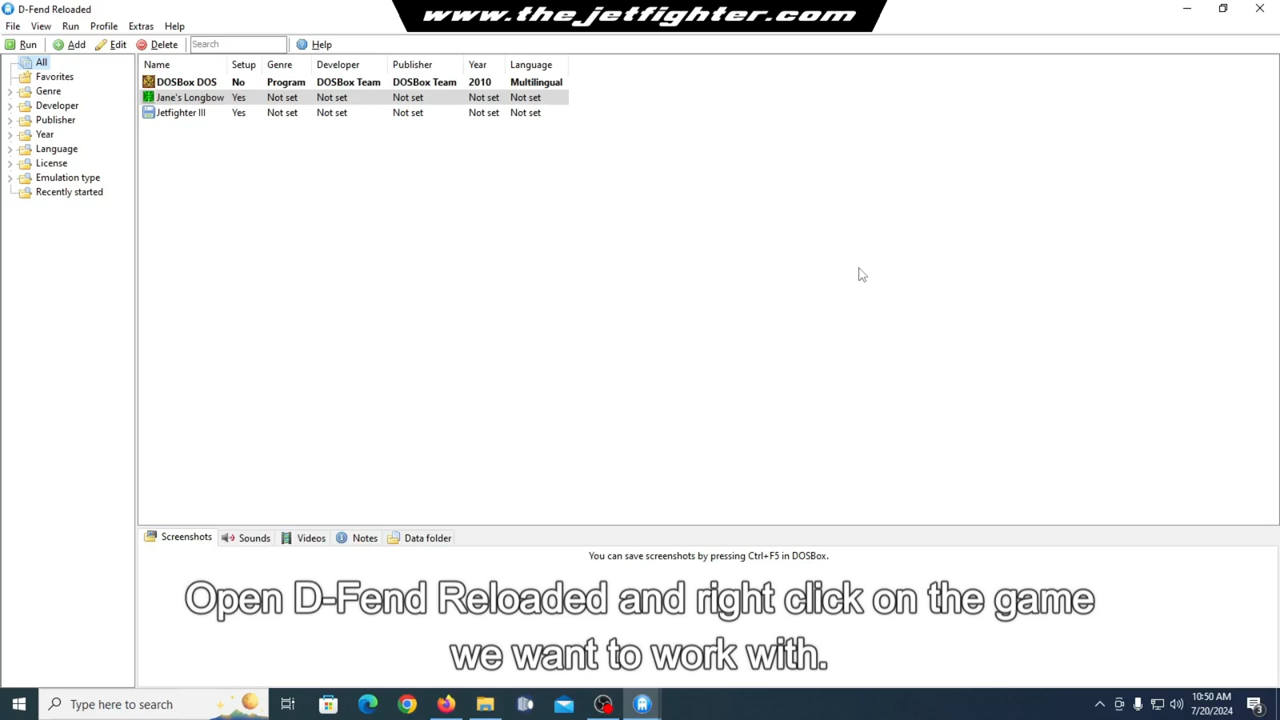 D-Fend Reloaded
www.thejetfighter.com
File View Run Profile Extras Help
Run Add Edit Delete Search Help
All
Favorites
Genre
Developer
Publisher
Year
Language
License
Emulation type
Recently started
Name Setup Genre Developer Publisher Year Language
DOSBox DOS No Program DOSBox Team DOSBox Team 2010 Multilingual
Jane's Longbow Yes Not set Not set Not set Not set Not set
Jetfighter III Yes Not set Not set Not set Not set Not set
Screenshots Sounds Videos Notes Data folder
You can save screenshots by pressing Ctrl+F5 in DOSBox.
Open D-Fend Reloaded and right click on the game
we want to work with.
Type here to search
10:50 AM
7/20/2024
3